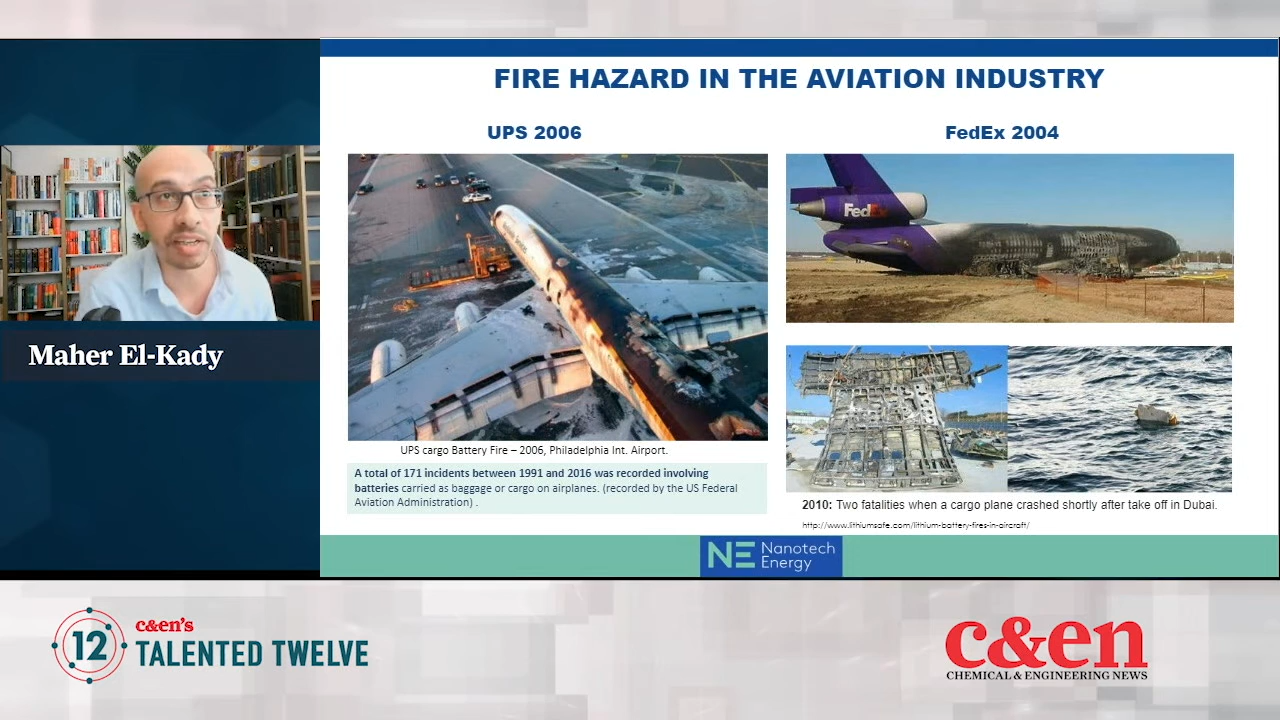 FIRE HAZARD IN THE AVIATION INDUSTRY
UPS 2006
FedEx 2004
FedEx
Maher El-Kady
UPS cargo Battery Fire – 2006, Philadelphia Int. Airport.
A total of 171 incidents between 1991 and 2016 was recorded involving
batteries carried as baggage or cargo on airplanes. (recorded by the US Federal
Aviation Administration) .
2010: Two fatalities when a cargo plane crashed shortly after take off in Dubai.
http://www.lithiumsafe.com/lithium-battery-fires-in-aircraft/
NE Nanotech
Energy
12
c&en's
TALENTED TWELVE
c&en
CHEMICAL & ENGINEERING NEWS